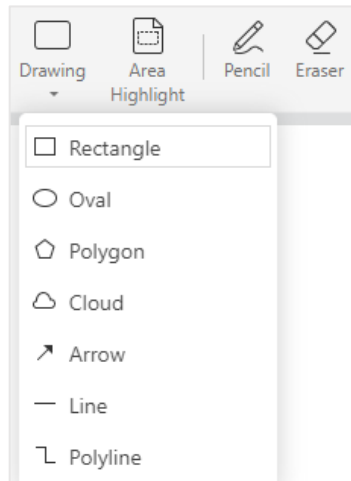 Drawing
Area
Highlight
Pencil
Eraser
Rectangle
Oval
Polygon
Cloud
Arrow
Line
Polyline